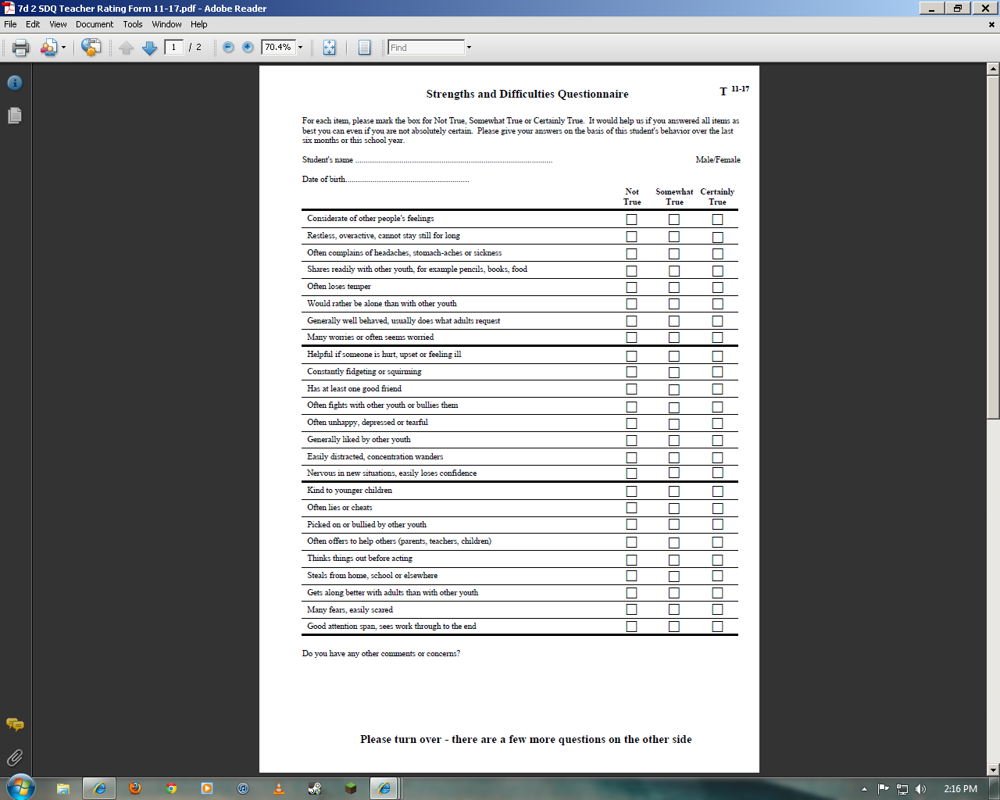 7d 2 SDQ Teacher Rating Form 11-17.pdf - Adobe Reader
File Edit View Document Tools Window Help
1 / 2 70.4% Find
Strengths and Difficulties Questionnaire
T 11-17
For each item, please mark the box for Not True, Somewhat True or Certainly True.  It would help us if you answered all items as
best you can even if you are not absolutely certain.  Please give your answers on the basis of this student's behavior over the last
six months or this school year.
Student's name .............................................................................................. Male/Female
Date of birth...........................................................
Not Somewhat Certainly
True True True
Considerate of other people's feelings
Restless, overactive, cannot stay still for long
Often complains of headaches, stomach-aches or sickness
Shares readily with other youth, for example pencils, books, food
Often loses temper
Would rather be alone than with other youth
Generally well behaved, usually does what adults request
Many worries or often seems worried
Helpful if someone is hurt, upset or feeling ill
Constantly fidgeting or squirming
Has at least one good friend
Often fights with other youth or bullies them
Often unhappy, depressed or tearful
Generally liked by other youth
Easily distracted, concentration wanders
Nervous in new situations, easily loses confidence
Kind to younger children
Often lies or cheats
Picked on or bullied by other youth
Often offers to help others (parents, teachers, children)
Thinks things out before acting
Steals from home, school or elsewhere
Gets along better with adults than with other youth
Many fears, easily scared
Good attention span, sees work through to the end
Do you have any other comments or concerns?
Please turn over - there are a few more questions on the other side
2:16 PM